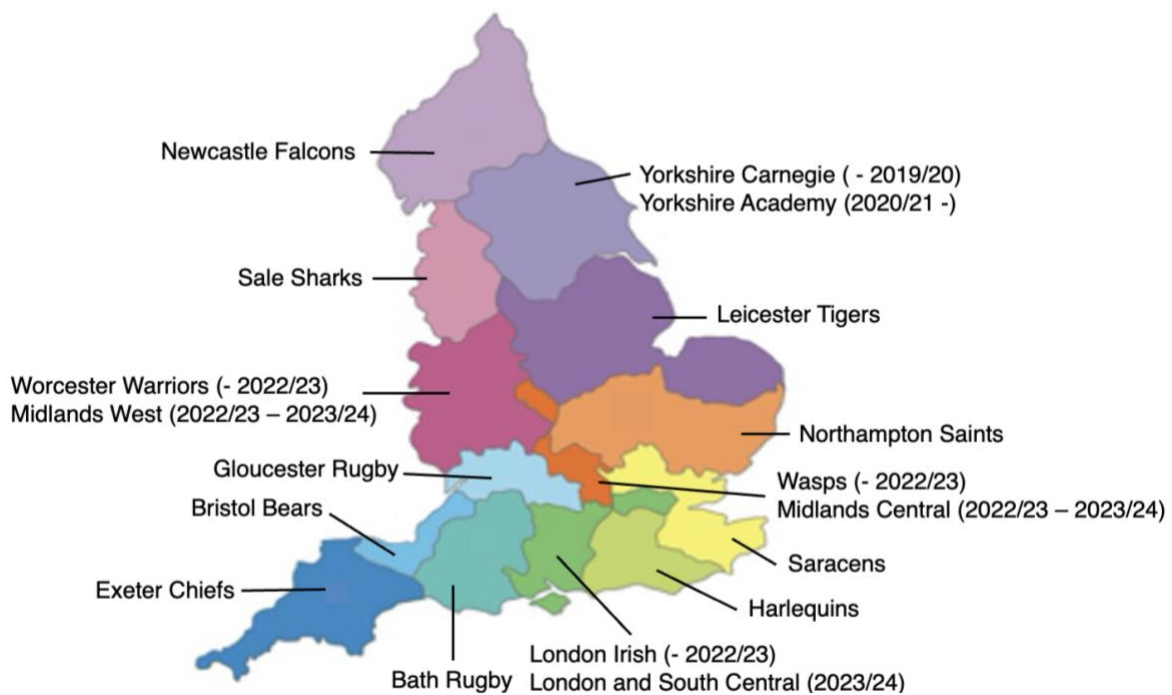 Newcastle Falcons
Yorkshire Carnegie ( - 2019/20)
Yorkshire Academy (2020/21 -)
Sale Sharks
Leicester Tigers
Worcester Warriors (- 2022/23)
Midlands West (2022/23 – 2023/24)
Northampton Saints
Gloucester Rugby
Wasps (- 2022/23)
Midlands Central (2022/23 – 2023/24)
Bristol Bears
Saracens
Exeter Chiefs
Harlequins
London Irish (- 2022/23)
London and South Central (2023/24)
Bath Rugby